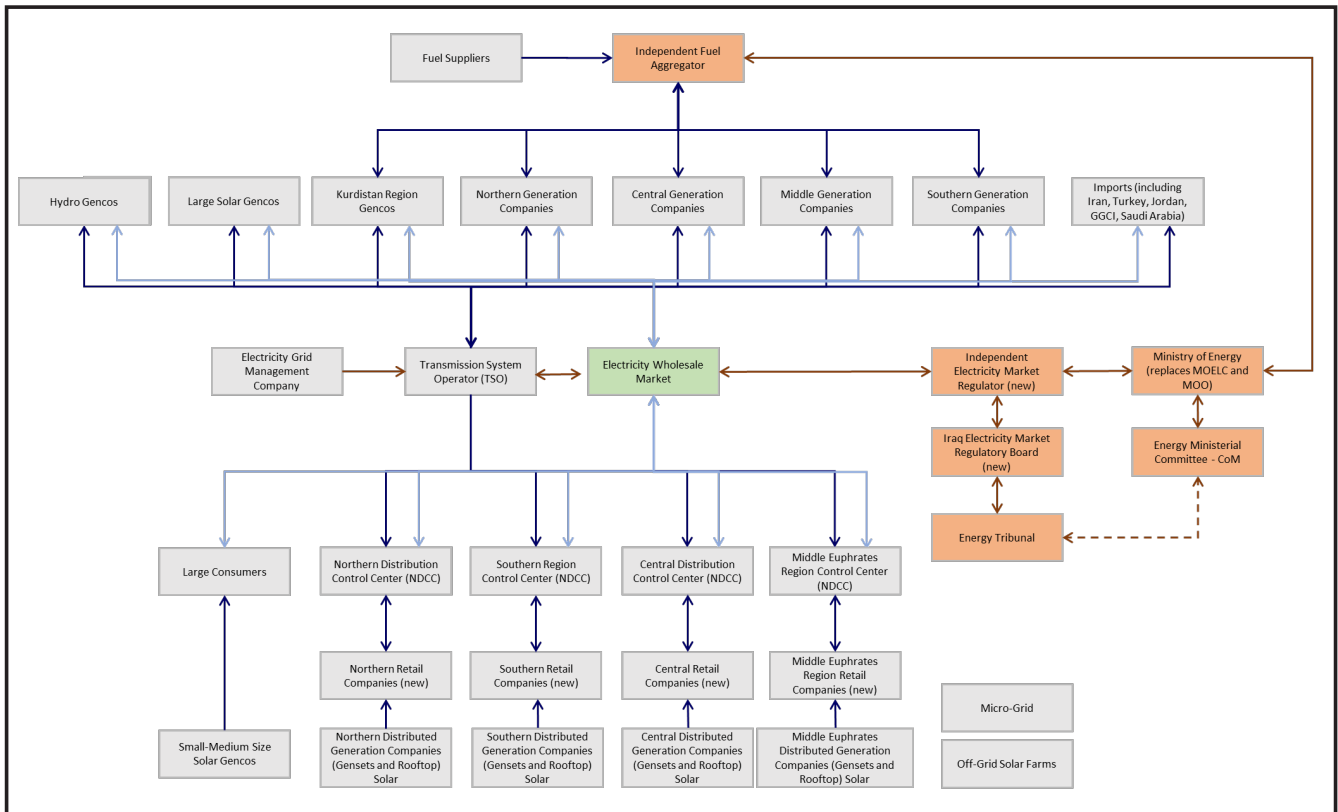 Fuel Suppliers
Independent Fuel
Aggregator
Hydro Gencos
Large Solar Gencos
Kurdistan Region
Gencos
Northern Generation
Companies
Central Generation
Companies
Middle Generation
Companies
Southern Generation
Companies
Imports (including
Iran, Turkey, Jordan,
GGCI, Saudi Arabia)
Electricity Grid
Management
Company
Transmission System
Operator (TSO)
Electricity Wholesale
Market
Independent
Electricity Market
Regulator (new)
Ministry of Energy
(replaces MOELC and
MOO)
Iraq Electricity Market
Regulatory Board
(new)
Energy Ministerial
Committee - CoM
Energy Tribunal
Large Consumers
Northern Distribution
Control Center (NDCC)
Southern Region
Control Center (NDCC)
Central Distribution
Control Center (NDCC)
Middle Euphrates
Region Control Center
(NDCC)
Northern Retail
Companies (new)
Southern Retail
Companies (new)
Central Retail
Companies (new)
Middle Euphrates
Region Retail
Companies (new)
Micro-Grid
Small-Medium Size
Solar Gencos
Northern Distributed
Generation Companies
(Gensets and Rooftop)
Solar
Southern Distributed
Generation Companies
(Gensets and Rooftop)
Solar
Central Distributed
Generation Companies
(Gensets and Rooftop)
Solar
Middle Euphrates
Distributed Generation
Companies (Gensets and
Rooftop) Solar
Off-Grid Solar Farms